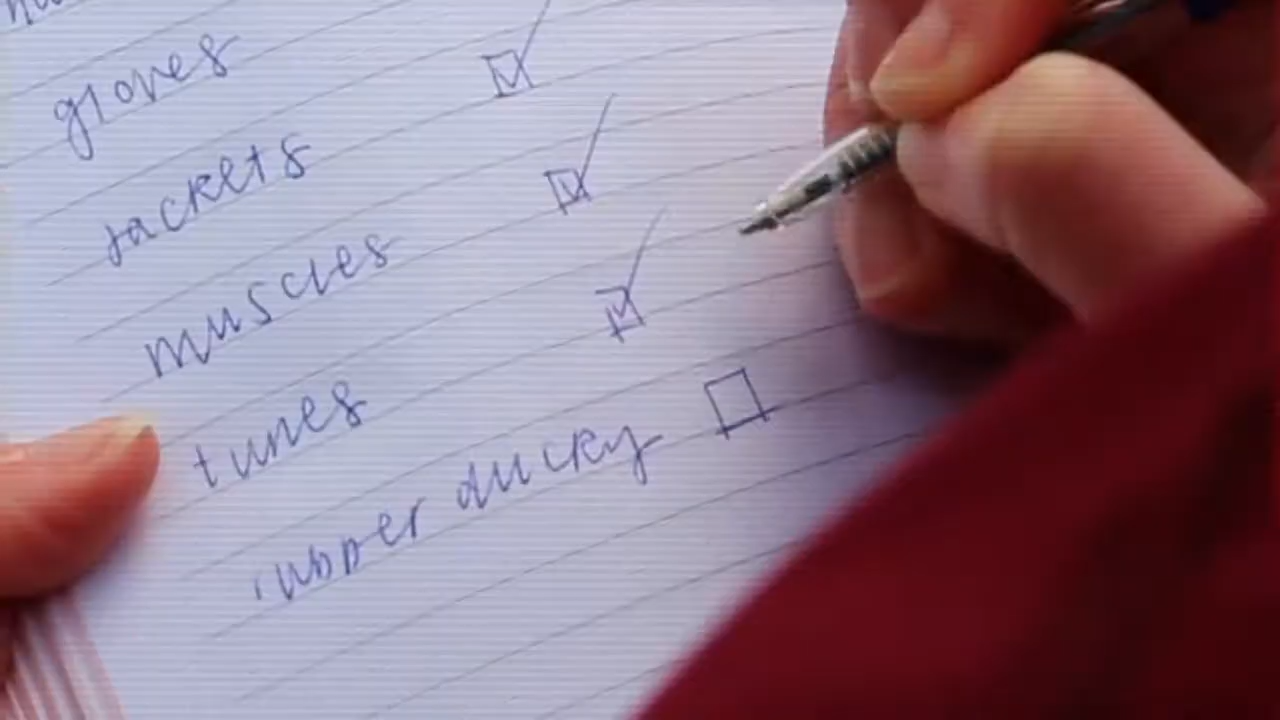 gloves
jackets
muscles
tunes
rubber ducky